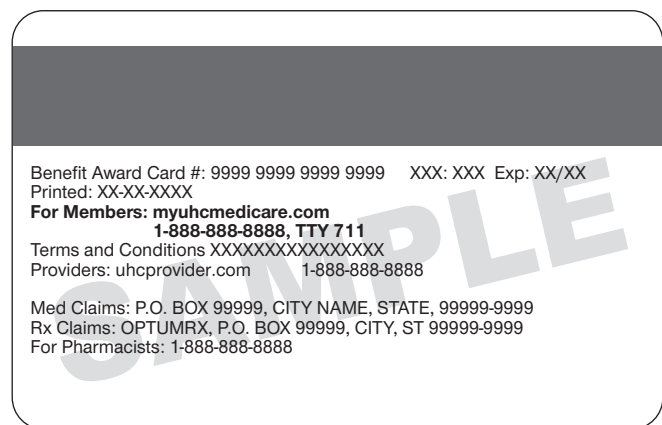 Benefit Award Card #: 9999 9999 9999 9999 XXX: XXX Exp: XX/XX
Printed: XX-XX-XXXX
For Members: myuhcmedicare.com
1-888-888-8888, TTY 711
Terms and Conditions XXXXXXXXXXXXXXXX
Providers: uhcprovider.com 1-888-888-8888
Med Claims: P.O. BOX 99999, CITY NAME, STATE, 99999-9999
Rx Claims: OPTUMRX, P.O. BOX 99999, CITY, ST 99999-9999
For Pharmacists: 1-888-888-8888
SAMPLE